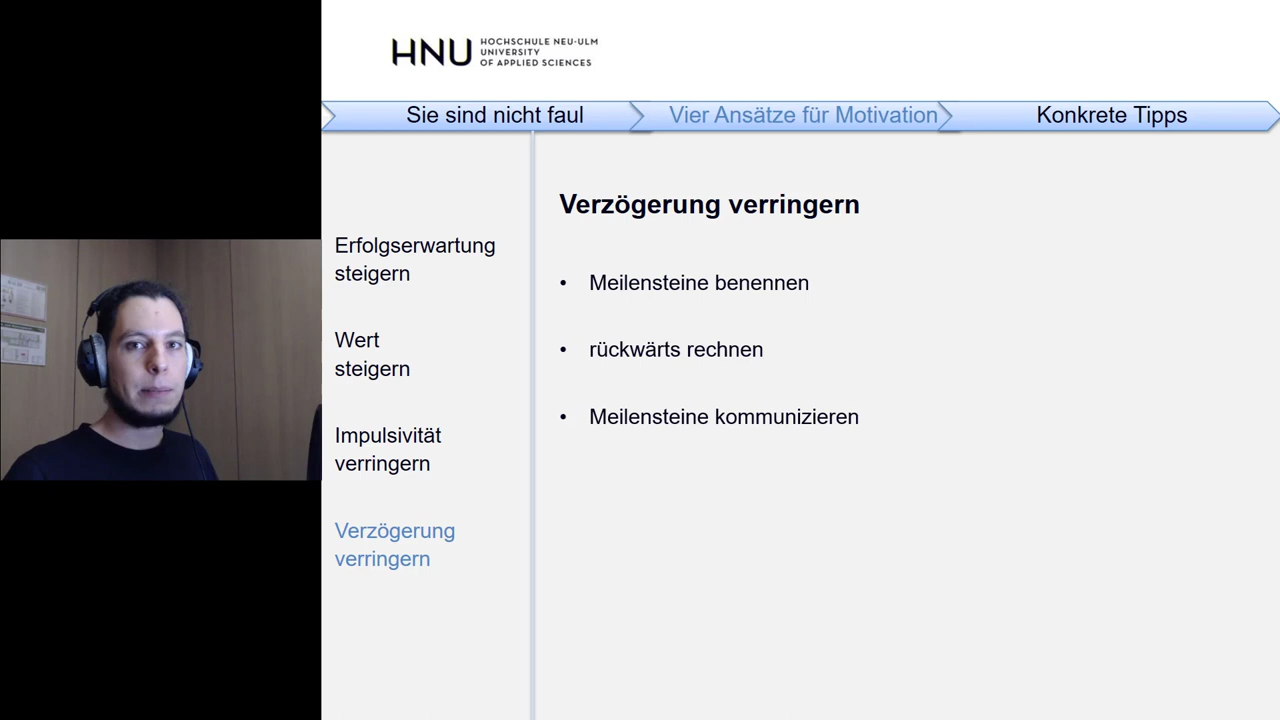 HNU
HOCHSCHULE NEU-ULM
UNIVERSITY
OF APPLIED SCIENCES
Sie sind nicht faul
Vier Ansätze für Motivation
Konkrete Tipps
Erfolgserwartung
steigern
Wert
steigern
Impulsivität
verringern
Verzögerung
verringern
Verzögerung verringern
• Meilensteine benennen
• rückwärts rechnen
• Meilensteine kommunizieren